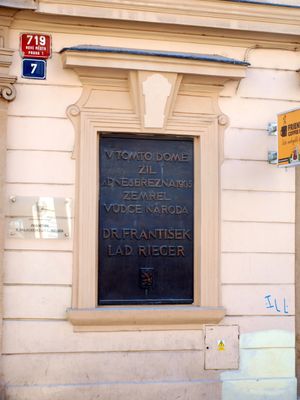 719
NOVÉ MĚSTO
PRAHA 1
7
V TOMTO DOMĚ
ŽIL
A DNE 3 BŘEZNA 1903
ZEMŘEL
VŮDCE NÁRODA
DR. FRANTIŠEK
LAD. RIEGER